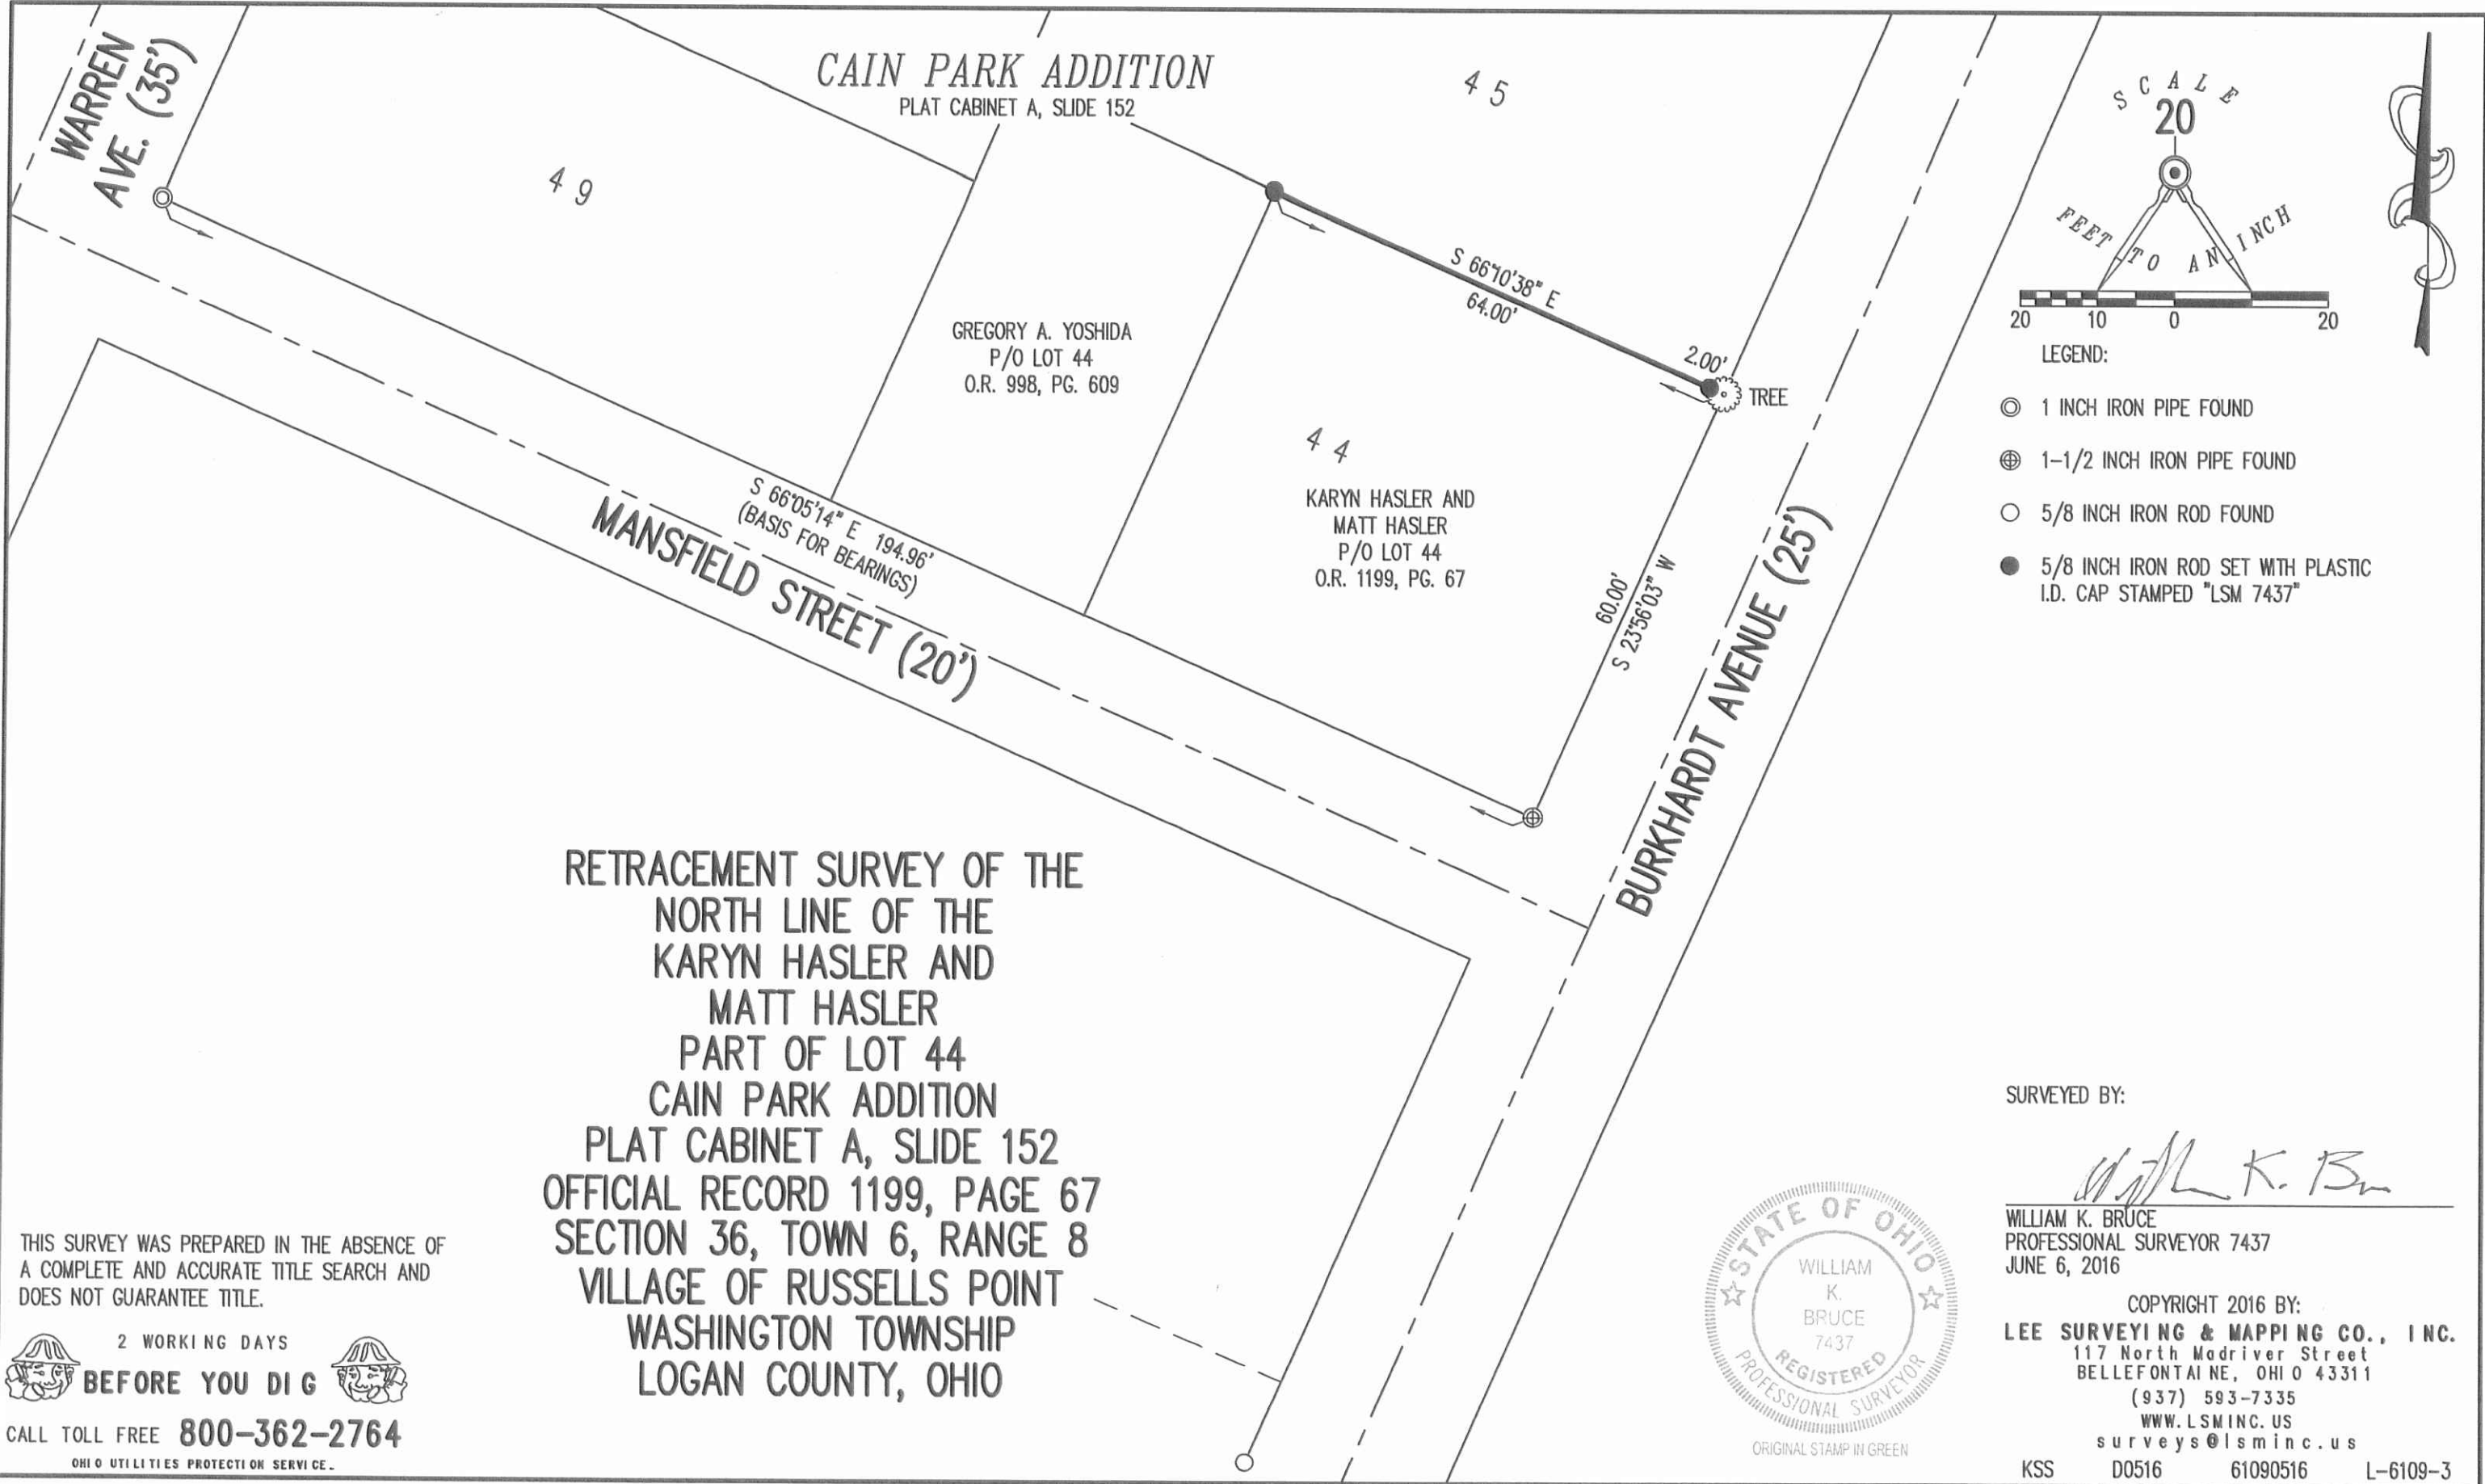 WARREN
AVE. (35')
CAIN PARK ADDITION
PLAT CABINET A, SLIDE 152
4 5
4 9
S 66°10'38" E
64.00'
2.00'
TREE
GREGORY A. YOSHIDA
P/O LOT 44
O.R. 998, PG. 609
4 4
KARYN HASLER AND
MATT HASLER
P/O LOT 44
O.R. 1199, PG. 67
S 66°05'14" E 194.96'
(BASIS FOR BEARINGS)
MANSFIELD STREET (20')
60.00'
S 23°56'03" W
BURKHARDT AVENUE (25')
SCALE
20
FEET TO AN INCH
20 10 0 20
LEGEND:
1 INCH IRON PIPE FOUND
1-1/2 INCH IRON PIPE FOUND
5/8 INCH IRON ROD FOUND
5/8 INCH IRON ROD SET WITH PLASTIC
I.D. CAP STAMPED "LSM 7437"
RETRACEMENT SURVEY OF THE
NORTH LINE OF THE
KARYN HASLER AND
MATT HASLER
PART OF LOT 44
CAIN PARK ADDITION
PLAT CABINET A, SLIDE 152
OFFICIAL RECORD 1199, PAGE 67
SECTION 36, TOWN 6, RANGE 8
VILLAGE OF RUSSELLS POINT
WASHINGTON TOWNSHIP
LOGAN COUNTY, OHIO
THIS SURVEY WAS PREPARED IN THE ABSENCE OF
A COMPLETE AND ACCURATE TITLE SEARCH AND
DOES NOT GUARANTEE TITLE.
2 WORKING DAYS
BEFORE YOU DIG
CALL TOLL FREE 800-362-2764
OHIO UTILITIES PROTECTION SERVICE.
STATE OF OHIO
WILLIAM
K.
BRUCE
7437
REGISTERED
PROFESSIONAL SURVEYOR
ORIGINAL STAMP IN GREEN
SURVEYED BY:
WILLIAM K. BRUCE
PROFESSIONAL SURVEYOR 7437
JUNE 6, 2016
COPYRIGHT 2016 BY:
LEE SURVEYING & MAPPING CO., INC.
117 North Madriver Street
BELLEFONTAINE, OHIO 43311
(937) 593-7335
WWW.LSMINC.US
surveys@lsminc.us
KSS D0516 61090516 L-6109-3